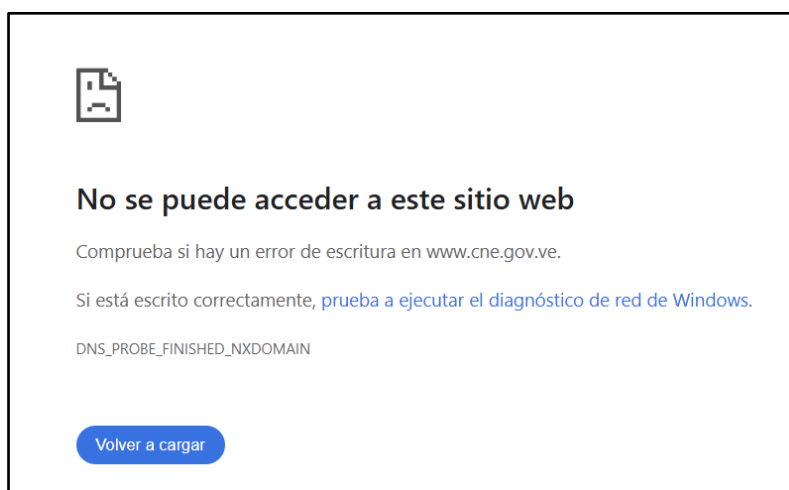 No se puede acceder a este sitio web
Comprueba si hay un error de escritura en www.cne.gov.ve.
Si está escrito correctamente, prueba a ejecutar el diagnóstico de red de Windows.
DNS_PROBE_FINISHED_NXDOMAIN
Volver a cargar